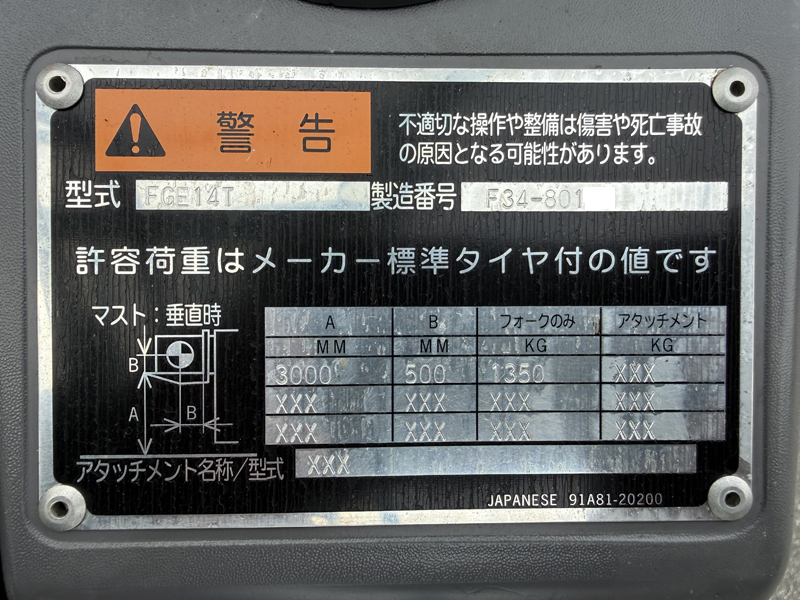 警告
不適切な操作や整備は傷害や死亡事故
の原因となる可能性があります。
型式 FGE14T 製造番号 F34-801
許容荷重はメーカー標準タイヤ付の値です
マスト：垂直時
B
A
B
A B フォークのみ アタッチメント
MM MM KG KG
3000 500 1350 XXX
XXX XXX XXX XXX
XXX XXX XXX XXX
アタッチメント名称/型式 XXX
JAPANESE 91A81-20200